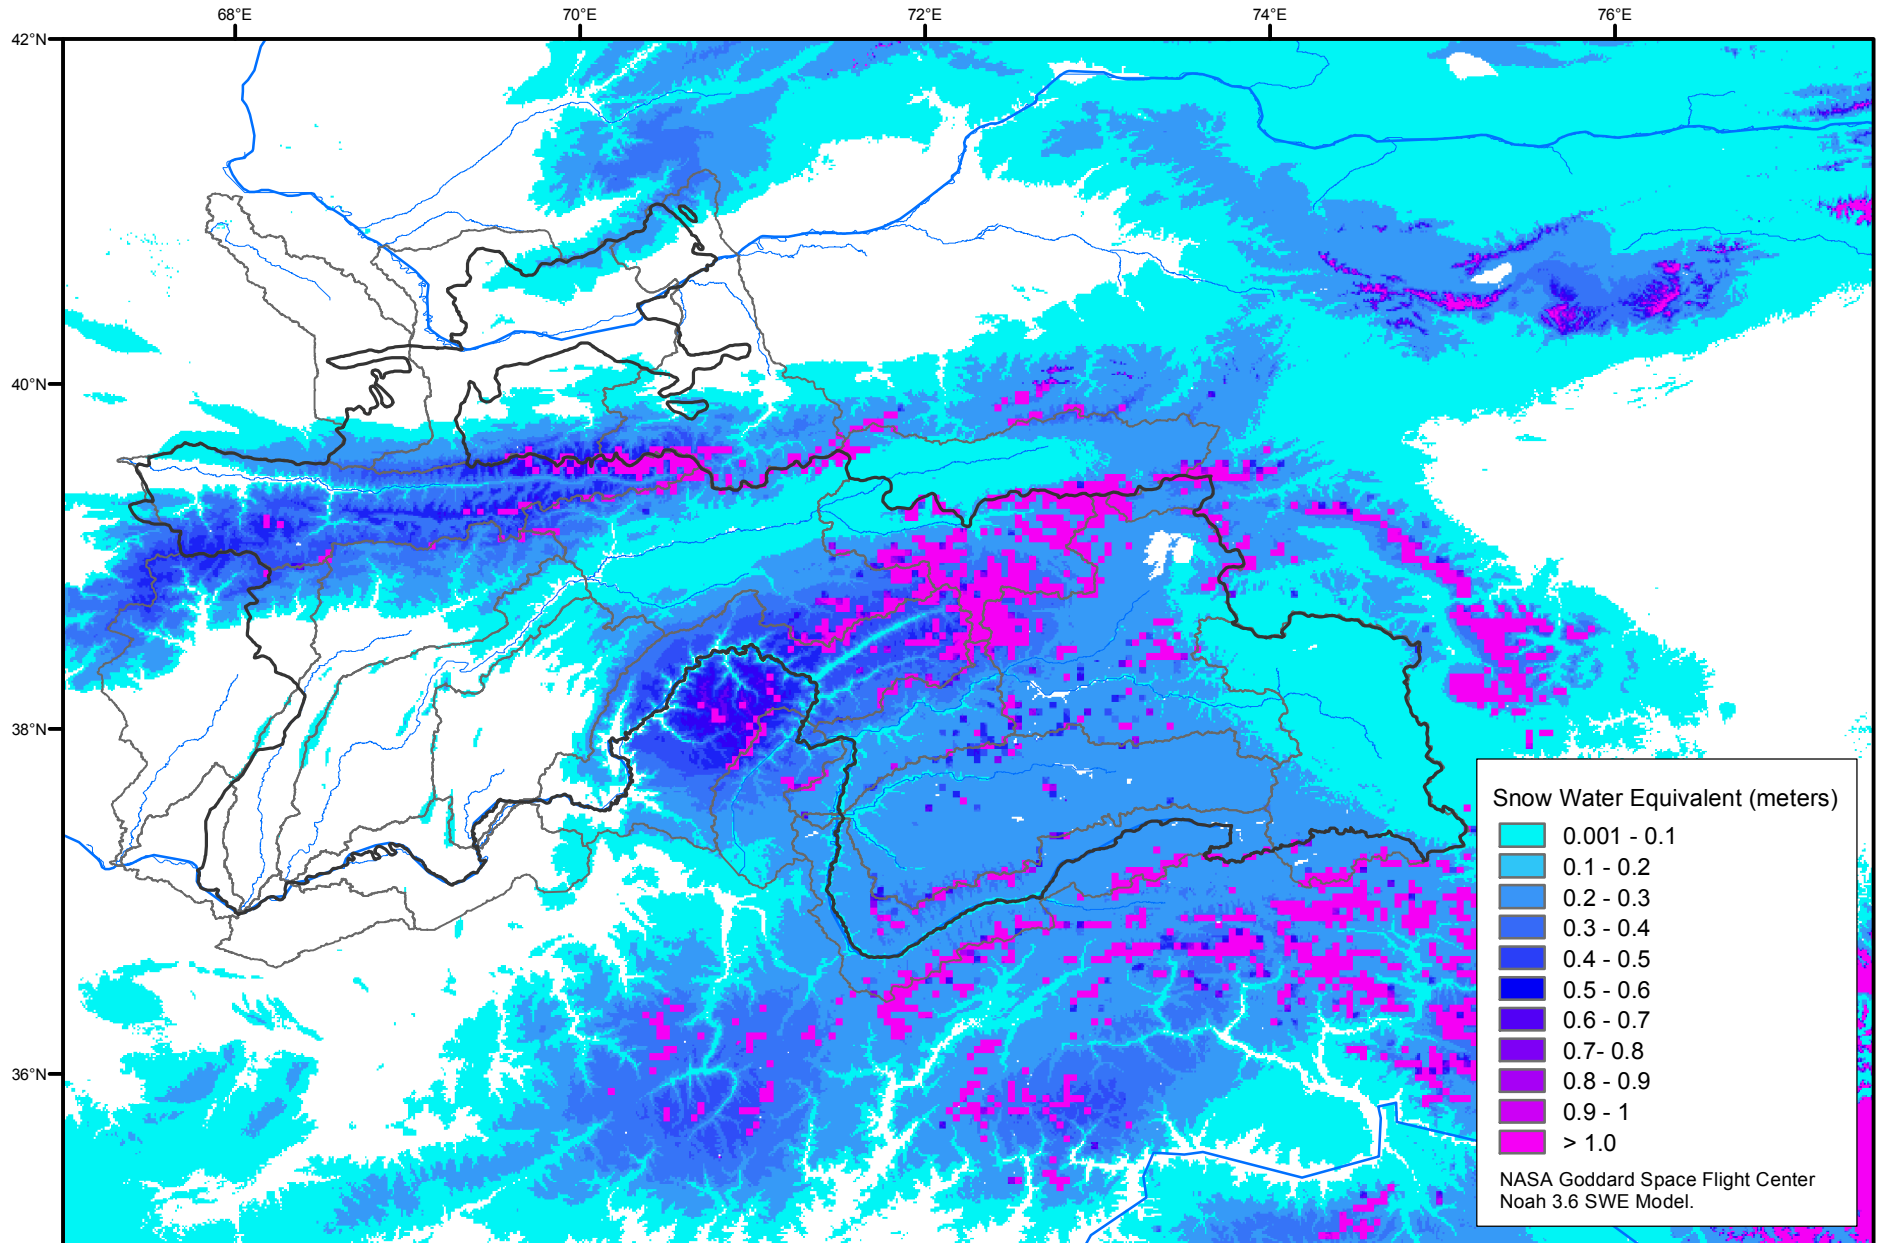 68°E 70°E 72°E 74°E 76°E
42°N
40°N
38°N
36°N
Snow Water Equivalent (meters)
0.001 - 0.1
0.1 - 0.2
0.2 - 0.3
0.3 - 0.4
0.4 - 0.5
0.5 - 0.6
0.6 - 0.7
0.7- 0.8
0.8 - 0.9
0.9 - 1
> 1.0
NASA Goddard Space Flight Center
Noah 3.6 SWE Model.